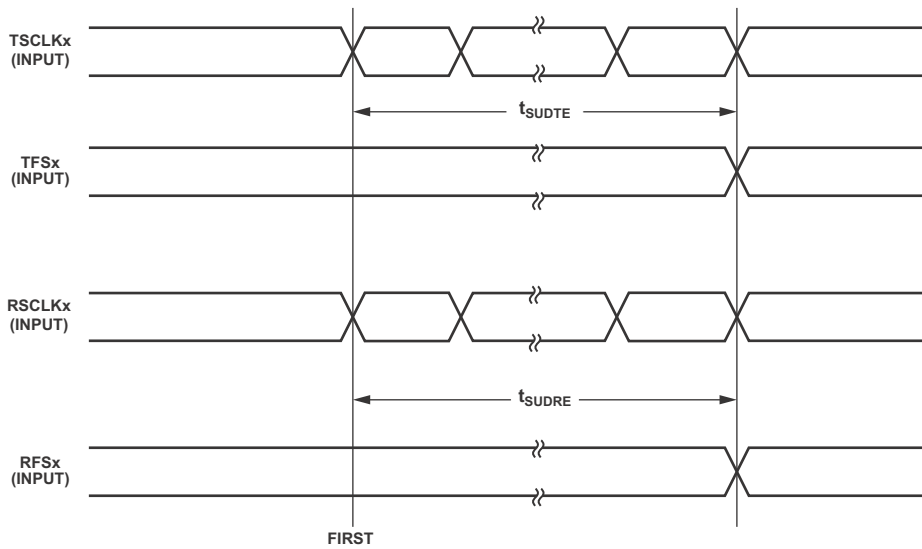 TSCLKx
(INPUT)
tSUDTE
TFSx
(INPUT)
RSCLKx
(INPUT)
tSUDRE
RFSx
(INPUT)
FIRST